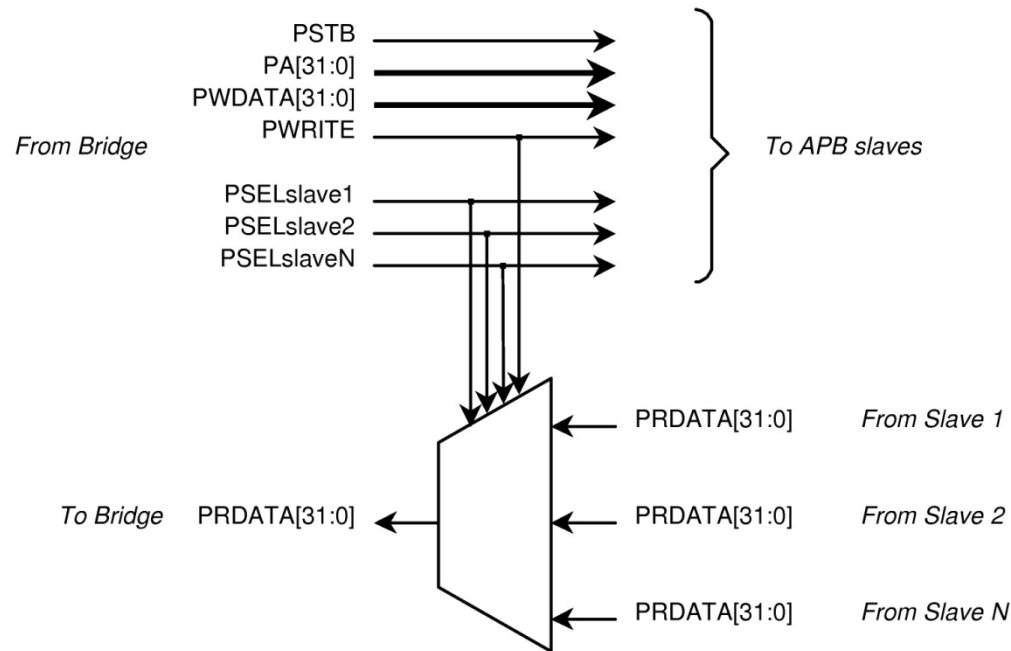 PSTB
PA[31:0]
PWDATA[31:0]
PWRITE
From Bridge
To APB slaves
PSELslave1
PSELslave2
PSELslaveN
PRDATA[31:0] From Slave 1
To Bridge PRDATA[31:0] PRDATA[31:0] From Slave 2
PRDATA[31:0] From Slave N